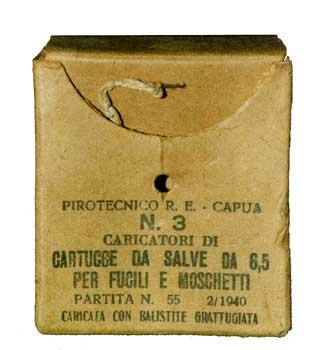 PIROTECNICO R. E. - CAPUA
N. 3
CARICATORI DI
CARTUCCE DA SALVE DA 6,5
PER FUCILI E MOSCHETTI
PARTITA N. 55 2/1940
CARICATA CON BALISTITE GRATTUGIATA